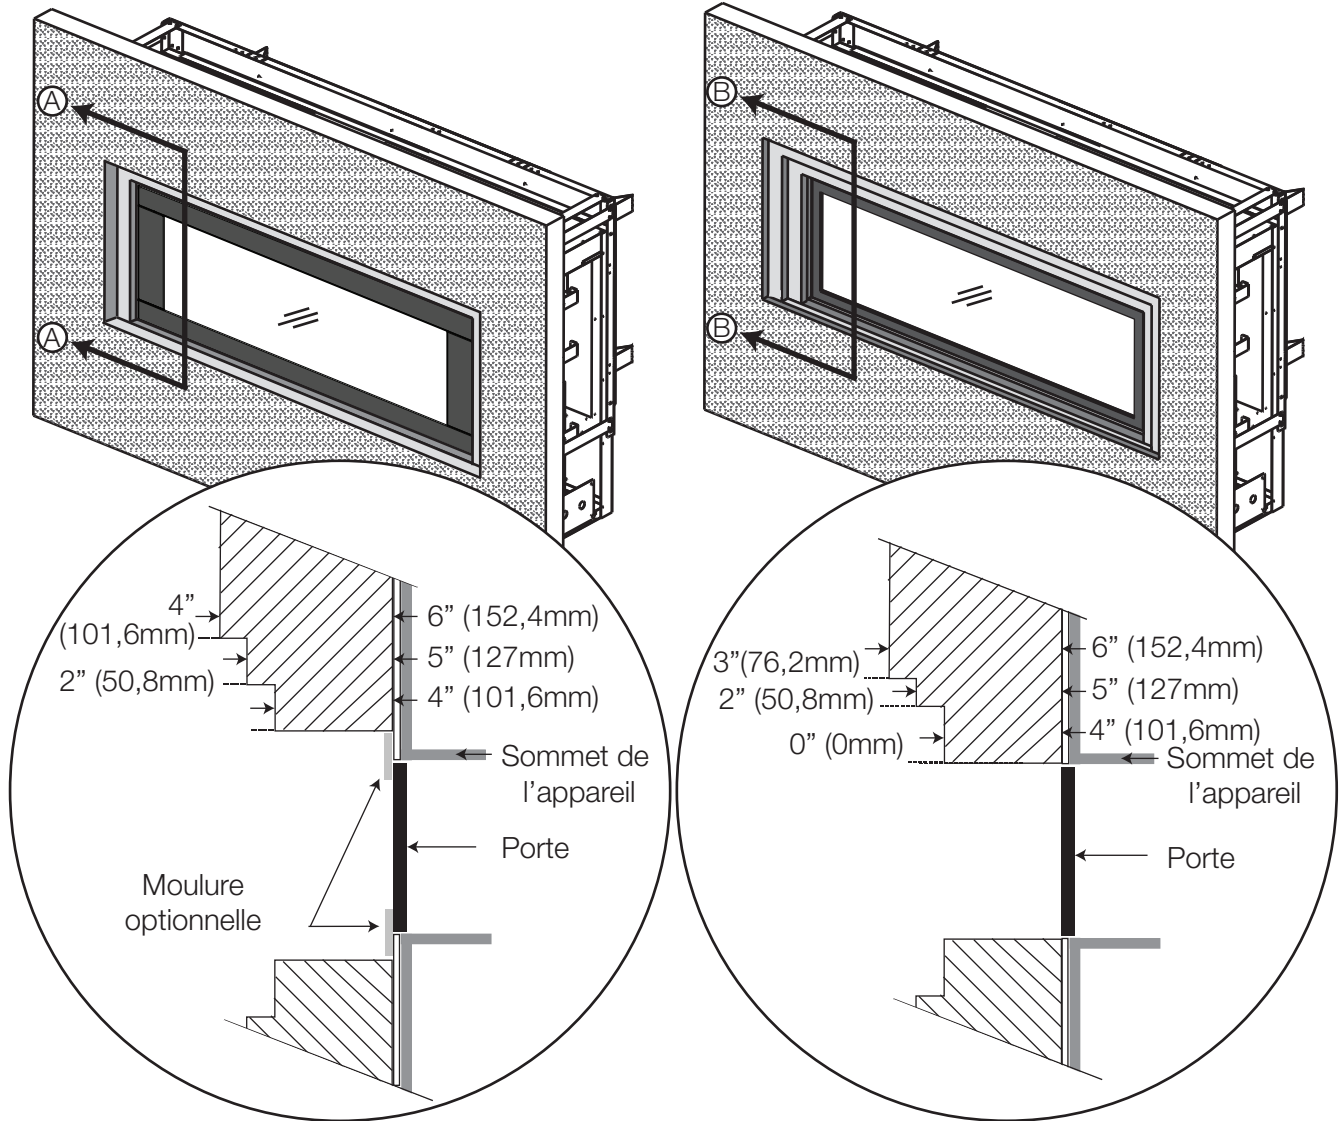 A
A
B
B
4”
(101,6mm)
2” (50,8mm)
6” (152,4mm)
5” (127mm)
4” (101,6mm)
Sommet de
l’appareil
Porte
Moulure
optionnelle
3”(76,2mm)
2” (50,8mm)
0” (0mm)
6” (152,4mm)
5” (127mm)
4” (101,6mm)
Sommet de
l’appareil
Porte